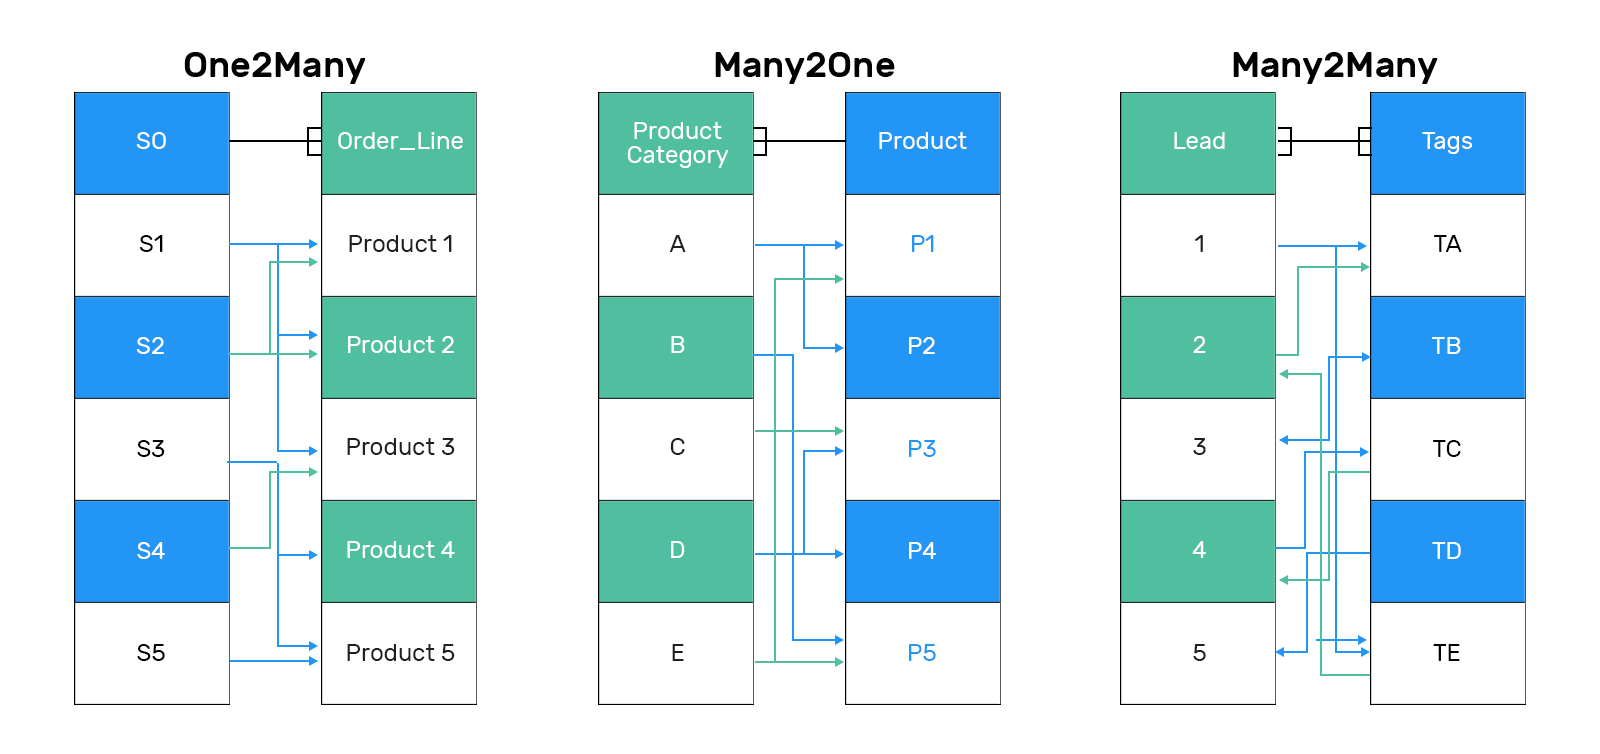 One2Many
SO
Order_Line
S1
Product 1
S2
Product 2
S3
Product 3
S4
Product 4
S5
Product 5
Many2One
Product
Category
Product
A
P1
B
P2
C
P3
D
P4
E
P5
Many2Many
Lead
Tags
1
TA
2
TB
3
TC
4
TD
5
TE